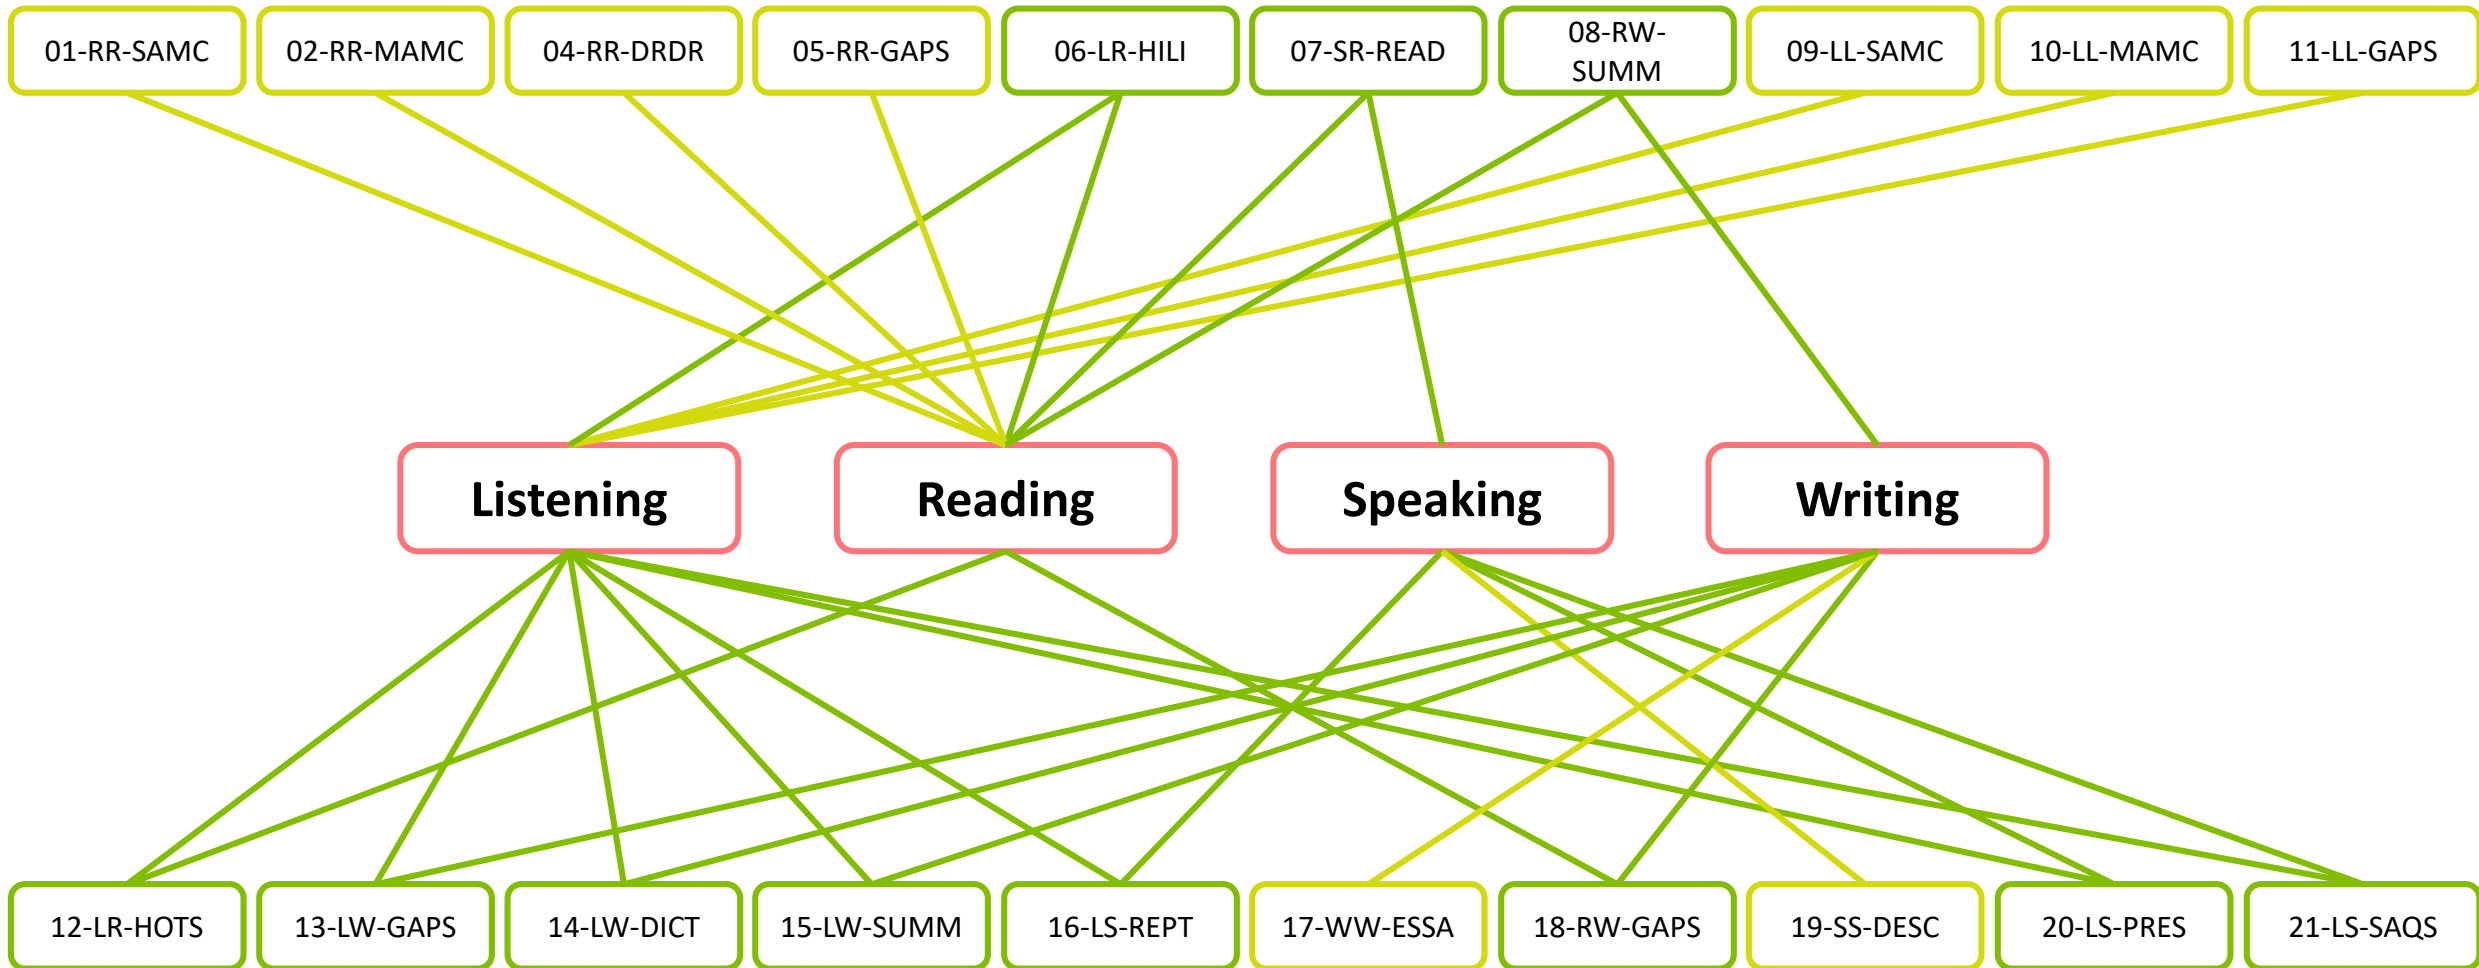 01-RR-SAMC
02-RR-MAMC
04-RR-DRDR
05-RR-GAPS
06-LR-HILI
07-SR-READ
08-RW-
SUMM
09-LL-SAMC
10-LL-MAMC
11-LL-GAPS
Listening
Reading
Speaking
Writing
12-LR-HOTS
13-LW-GAPS
14-LW-DICT
15-LW-SUMM
16-LS-REPT
17-WW-ESSA
18-RW-GAPS
19-SS-DESC
20-LS-PRES
21-LS-SAQS